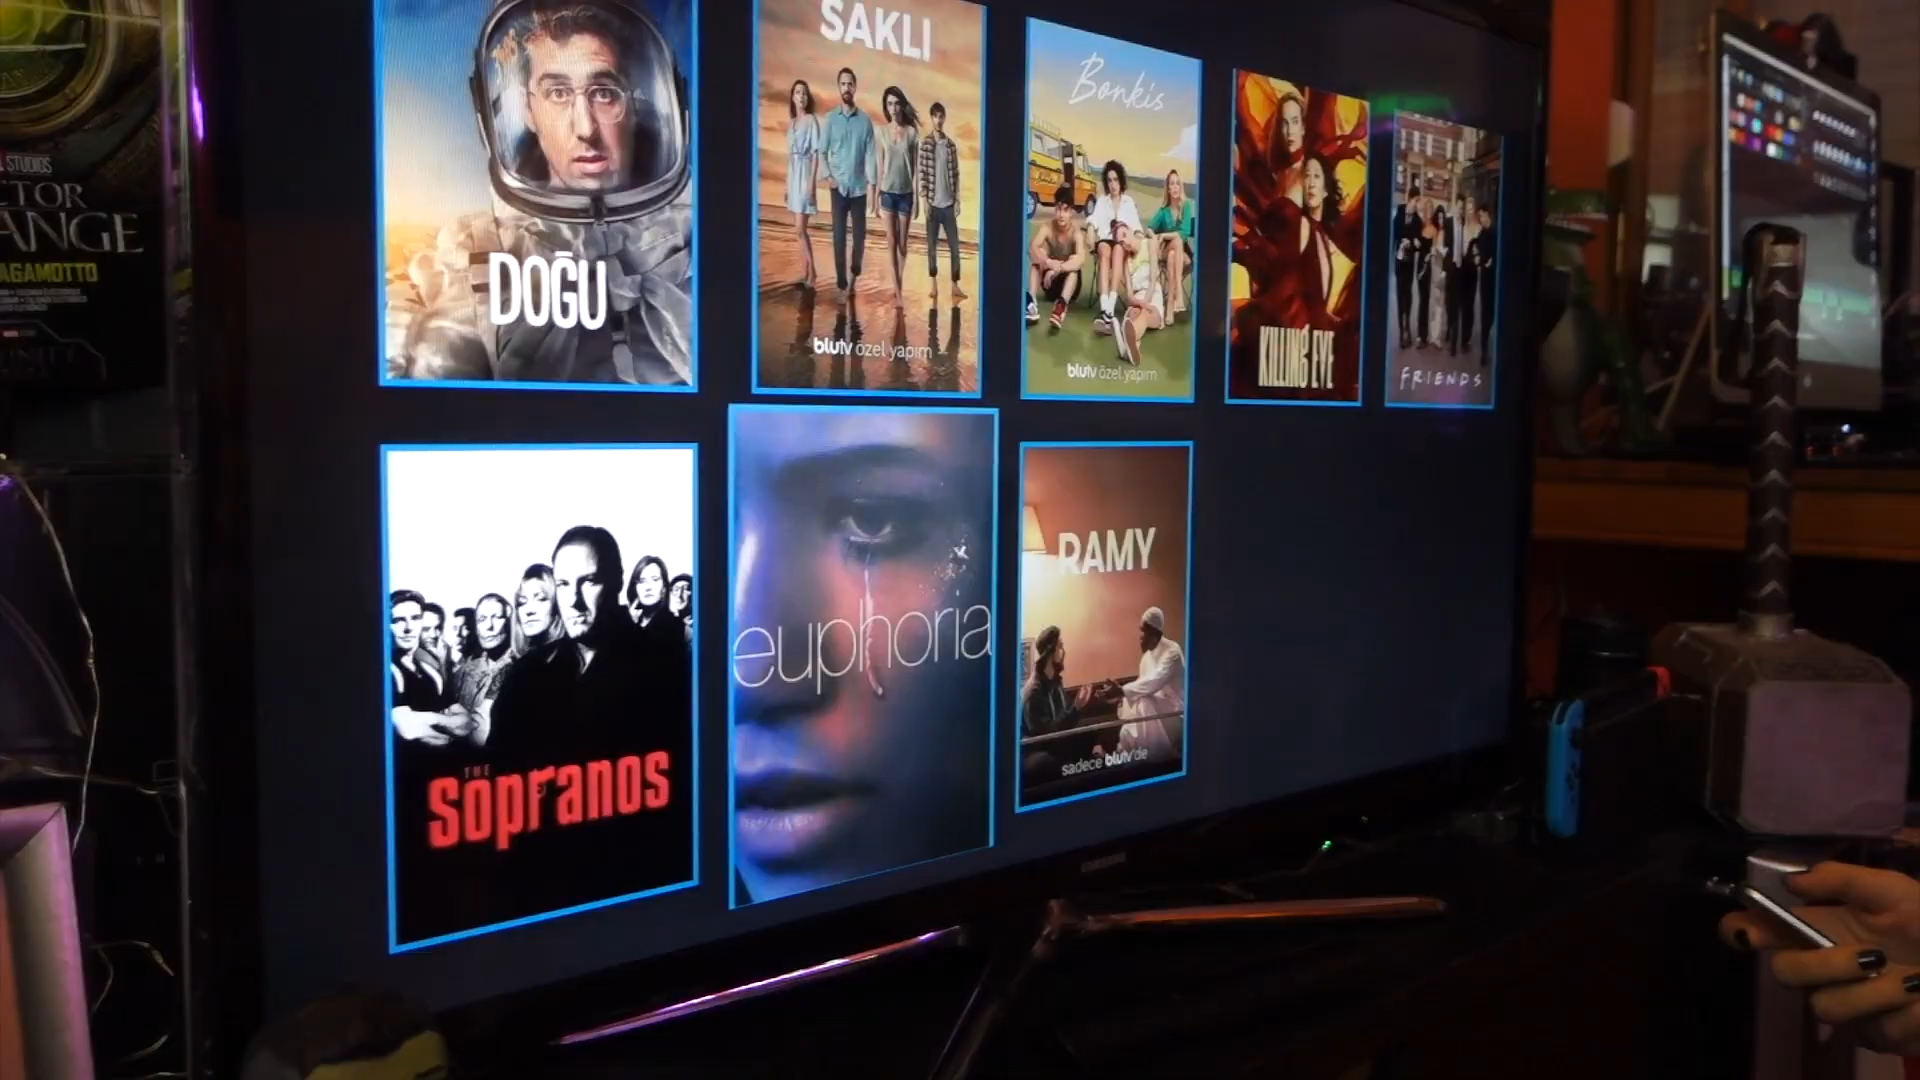 STUDIOS
CTOR
ANGE
AGAMOTTO
DOĞU
SAKLI
blutv özel yapım
Bonkis
blutv özel yapım
KILLING EVE
FRIENDS
THE
Sopranos
euphoria
RAMY
sadece blutv'de
SAMSUNG